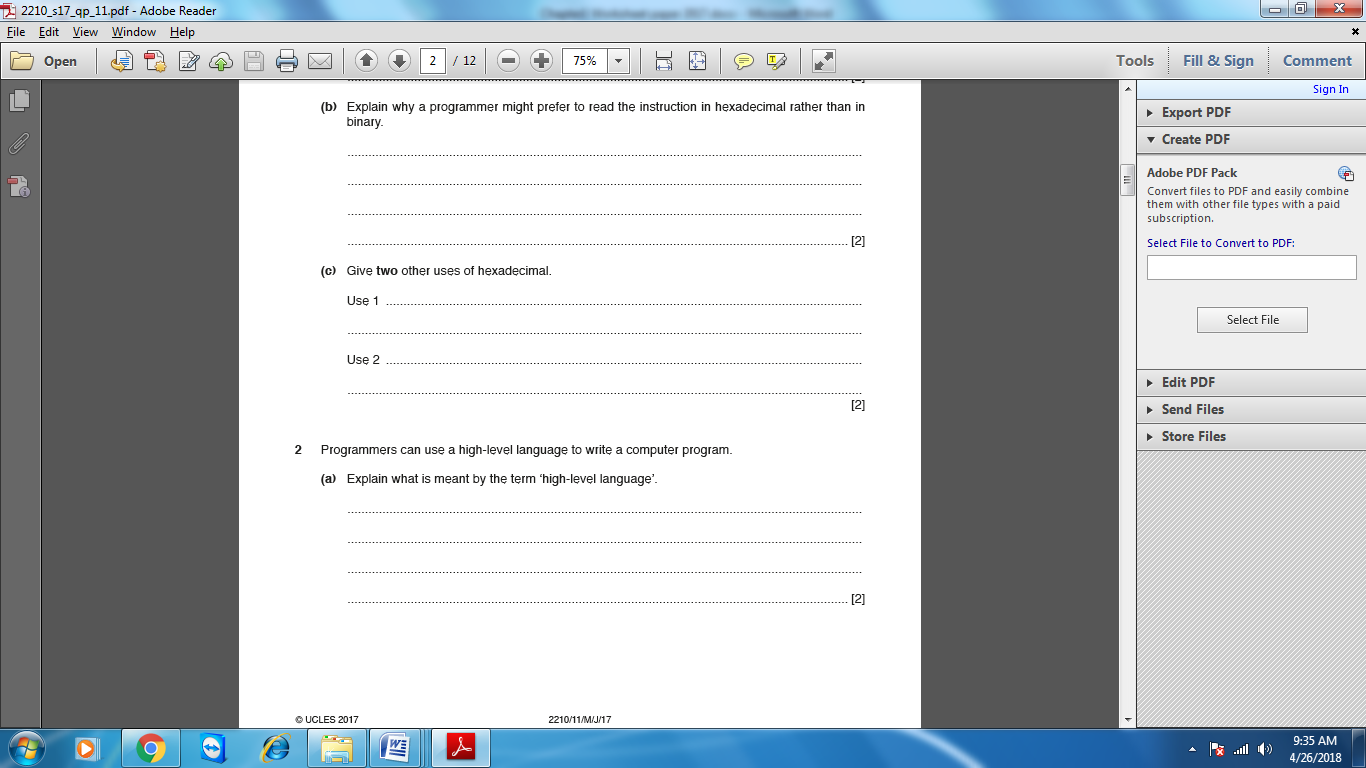 2210_s17_qp_11.pdf - Adobe Reader
File Edit View Window Help
Open 2 / 12 75% Tools Fill & Sign Comment
Sign In
Export PDF
Create PDF
Adobe PDF Pack
Convert files to PDF and easily combine
them with other file types with a paid
subscription.
Select File to Convert to PDF:
Select File
Edit PDF
Send Files
Store Files
(b) Explain why a programmer might prefer to read the instruction in hexadecimal rather than in
binary.
[2]
(c) Give two other uses of hexadecimal.
Use 1
Use 2
[2]
2 Programmers can use a high-level language to write a computer program.
(a) Explain what is meant by the term ‘high-level language’.
[2]
© UCLES 2017 2210/11/M/J/17
9:35 AM
4/26/2018